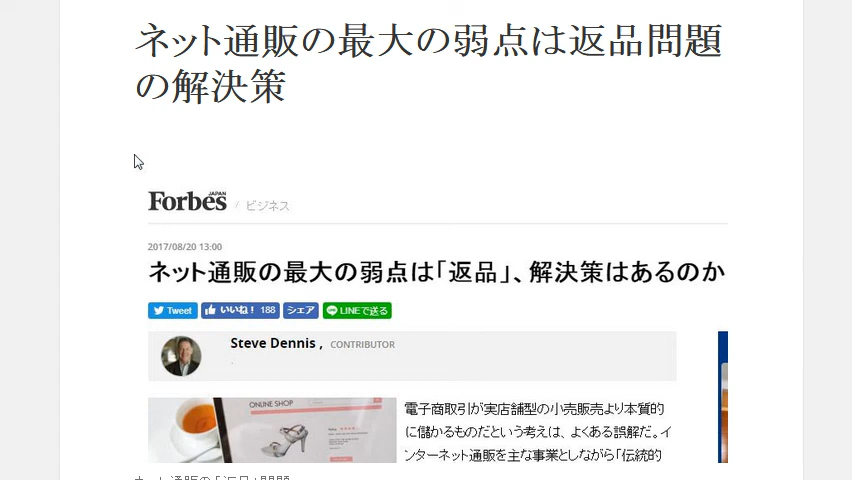 ネット通販の最大の弱点は返品問題
の解決策
Forbes JAPAN / ビジネス
2017/08/20 13:00
ネット通販の最大の弱点は「返品」、解決策はあるのか
Tweet いいね！ 188 シェア LINEで送る
Steve Dennis , CONTRIBUTOR
ONLINE SHOP
電子商取引が実店舗型の小売販売より本質的
に儲かるものだという考えは、よくある誤解だ。イ
ンターネット通販を主な事業としながら「伝統的